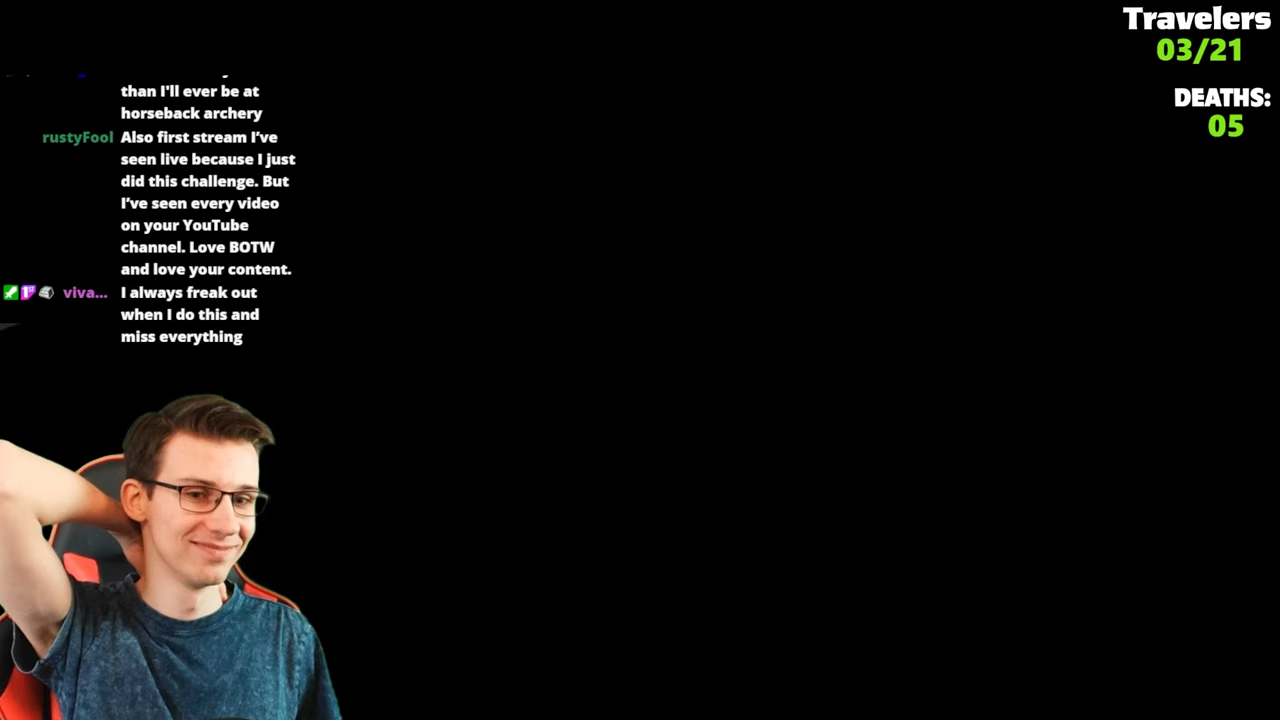 Travelers
03/21
DEATHS:
05
than I'll ever be at
horseback archery
rustyFool Also first stream I've
seen live because I just
did this challenge. But
I've seen every video
on your YouTube
channel. Love BOTW
and love your content.
viva... I always freak out
when I do this and
miss everything